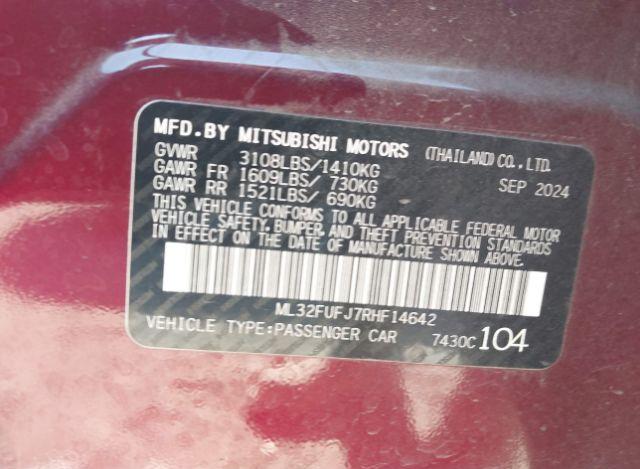 MFD.BY MITSUBISHI MOTORS (THAILAND) CO., LTD.
GVWR 3108LBS/1410KG SEP 2024
GAWR FR 1609LBS/ 730KG
GAWR RR 1521LBS/ 690KG
THIS VEHICLE CONFORMS TO ALL APPLICABLE FEDERAL MOTOR
VEHICLE SAFETY, BUMPER, AND THEFT PREVENTION STANDARDS
IN EFFECT ON THE DATE OF MANUFACTURE SHOWN ABOVE.
ML32FUFJ7RHF14642
VEHICLE TYPE:PASSENGER CAR 7430C 104